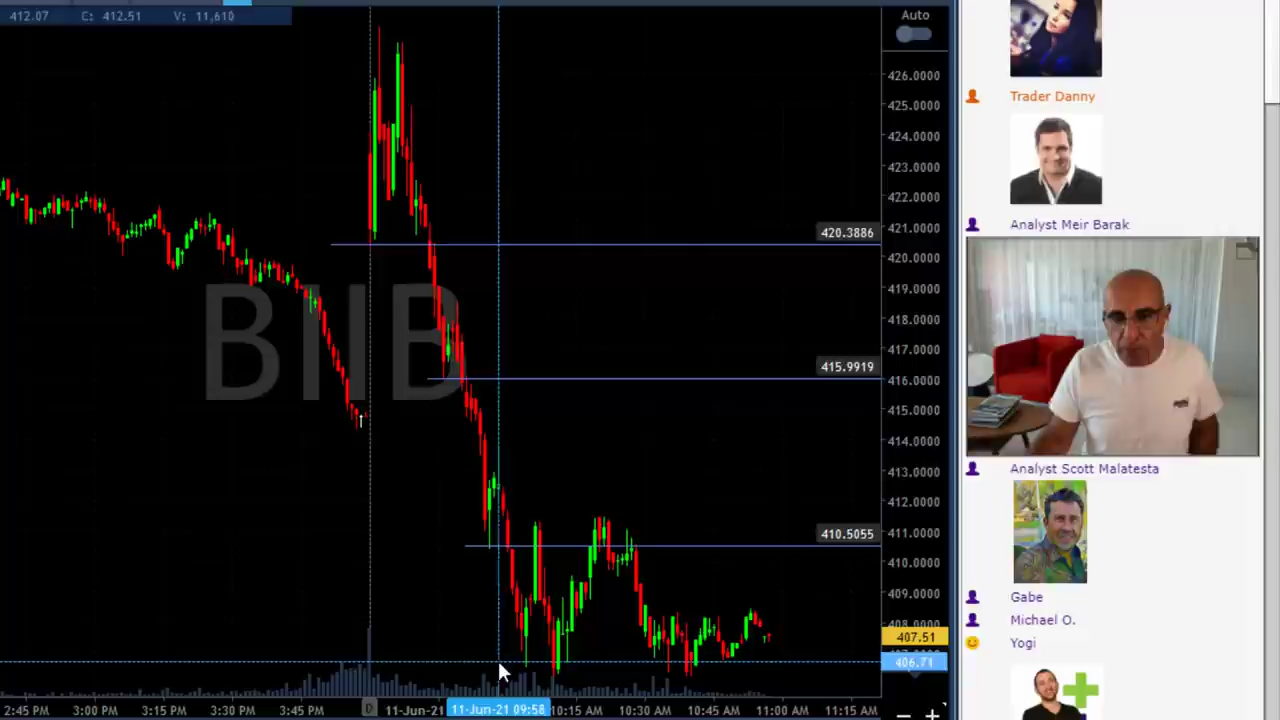 412.07 C: 412.51 V: 11,610
Auto
426.0000
425.0000
424.0000
423.0000
422.0000
421.0000
420.3886
420.0000
419.0000
418.0000
417.0000
415.9919
416.0000
415.0000
414.0000
413.0000
412.0000
410.5055
411.0000
410.0000
409.0000
407.51
406.71
BIIB
2:45 PM 3:00 PM 3:15 PM 3:30 PM 3:45 PM D 11-Jun-21 11-Jun-21 09:58 10:15 AM 10:30 AM 10:45 AM 11:00 AM 11:15 AM
Trader Danny
Analyst Meir Barak
Analyst Scott Malatesta
Gabe
Michael O.
Yogi